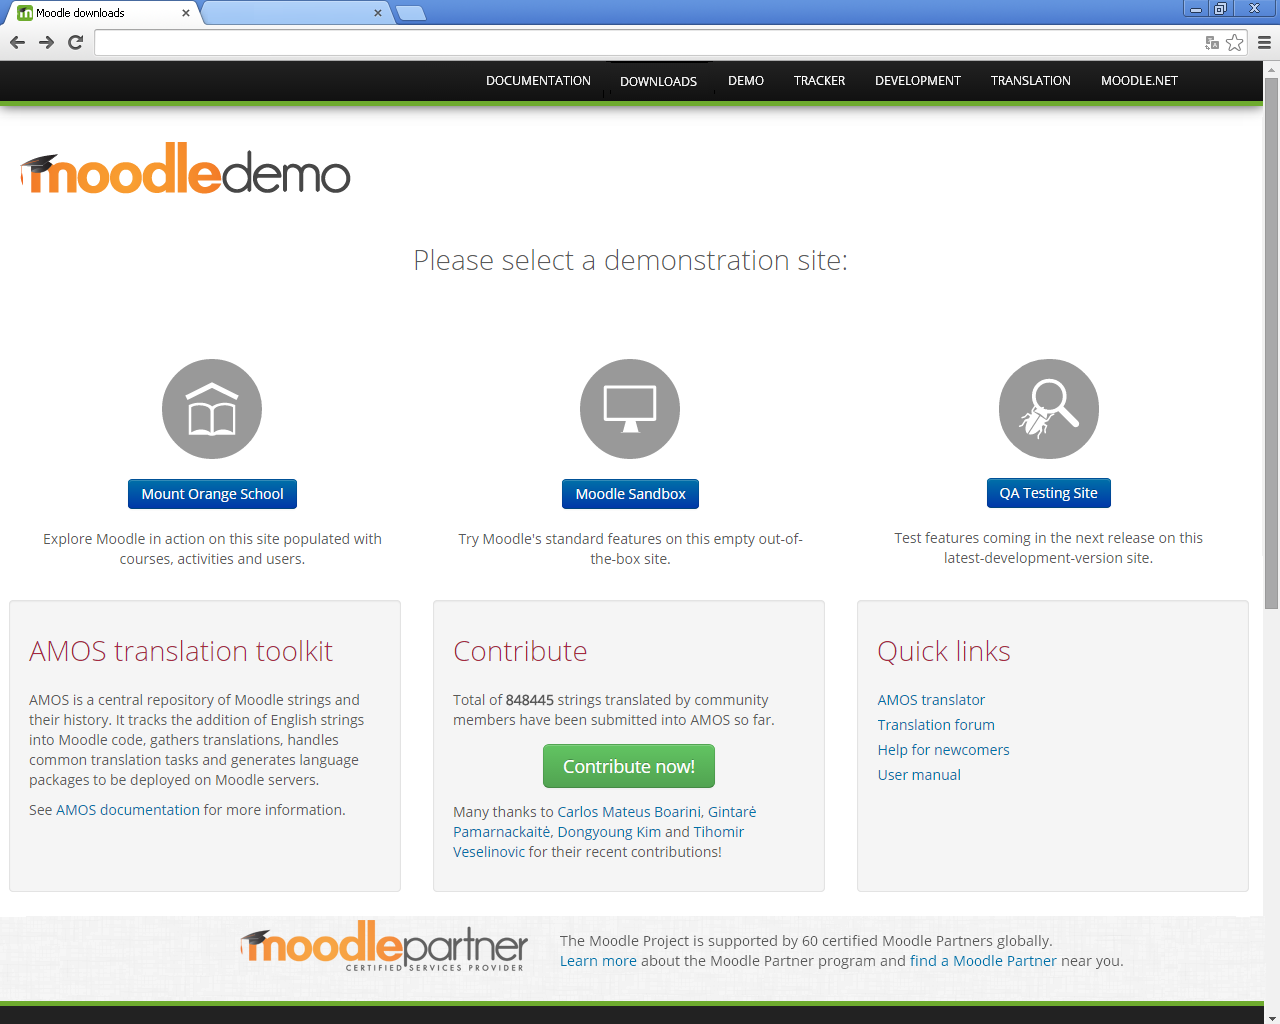 Moodle downloads
DOCUMENTATION DOWNLOADS DEMO TRACKER DEVELOPMENT TRANSLATION MOODLE.NET
moodledemo
Please select a demonstration site:
Mount Orange School
Explore Moodle in action on this site populated with
courses, activities and users.
Moodle Sandbox
Try Moodle's standard features on this empty out-of-
the-box site.
QA Testing Site
Test features coming in the next release on this
latest-development-version site.
AMOS translation toolkit
AMOS is a central repository of Moodle strings and
their history. It tracks the addition of English strings
into Moodle code, gathers translations, handles
common translation tasks and generates language
packages to be deployed on Moodle servers.
See AMOS documentation for more information.
Contribute
Total of 848445 strings translated by community
members have been submitted into AMOS so far.
Contribute now!
Many thanks to Carlos Mateus Boarini, Gintarė
Pamarnackaitė, Dongyoung Kim and Tihomir
Veselinovic for their recent contributions!
Quick links
AMOS translator
Translation forum
Help for newcomers
User manual
moodlepartner
CERTIFIED SERVICES PROVIDER
The Moodle Project is supported by 60 certified Moodle Partners globally.
Learn more about the Moodle Partner program and find a Moodle Partner near you.